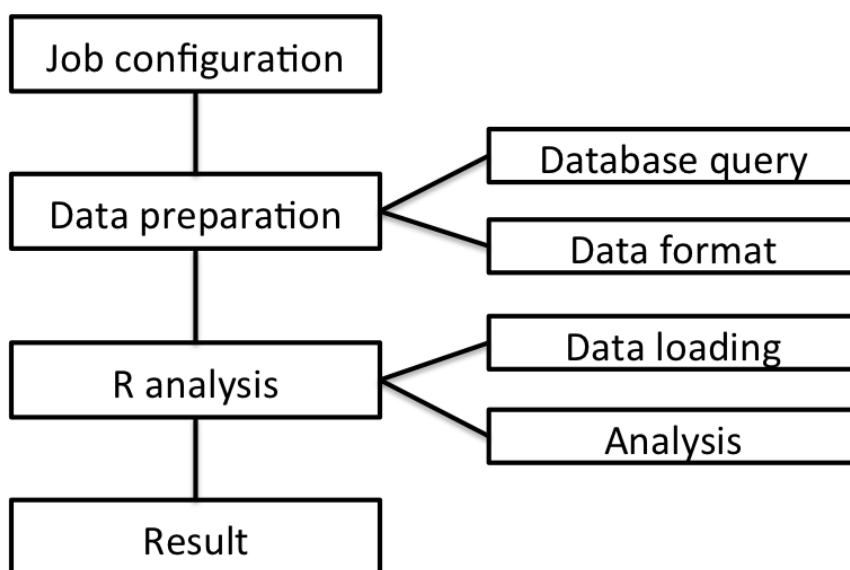 Job configuration
Data preparation
Database query
Data format
R analysis
Data loading
Analysis
Result